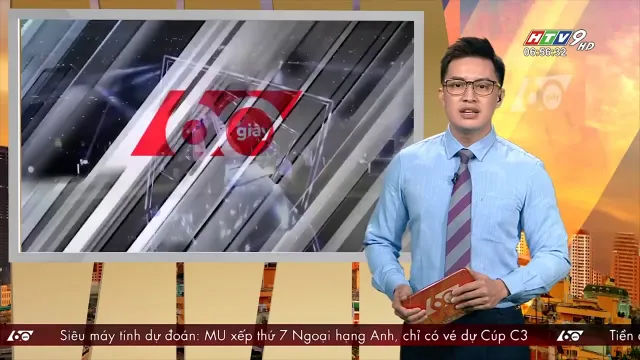 HTV9 HD
06:56:32
60
giây
60
60
60 Siêu máy tính dự đoán: MU xếp thứ 7 Ngoại hạng Anh, chỉ có vé dự Cúp C3 60 Tiền